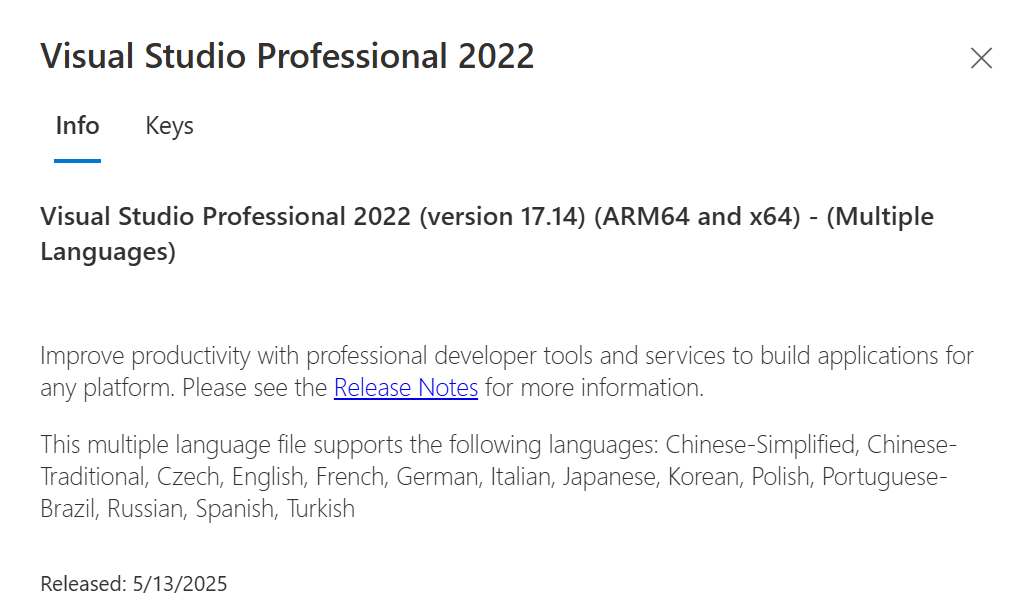 Visual Studio Professional 2022
Info Keys
Visual Studio Professional 2022 (version 17.14) (ARM64 and x64) - (Multiple
Languages)
Improve productivity with professional developer tools and services to build applications for
any platform. Please see the Release Notes for more information.
This multiple language file supports the following languages: Chinese-Simplified, Chinese-
Traditional, Czech, English, French, German, Italian, Japanese, Korean, Polish, Portuguese-
Brazil, Russian, Spanish, Turkish
Released: 5/13/2025